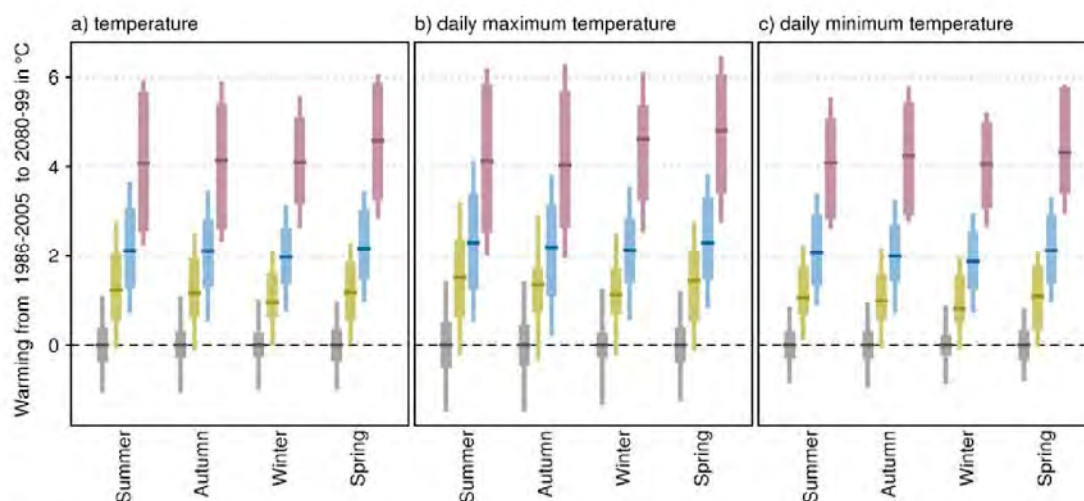 a) temperature
b) daily maximum temperature
c) daily minimum temperature
Warming from 1986-2005 to 2080-99 in °C
6
4
2
0
Summer
Autumn
Winter
Spring
Summer
Autumn
Winter
Spring
Summer
Autumn
Winter
Spring